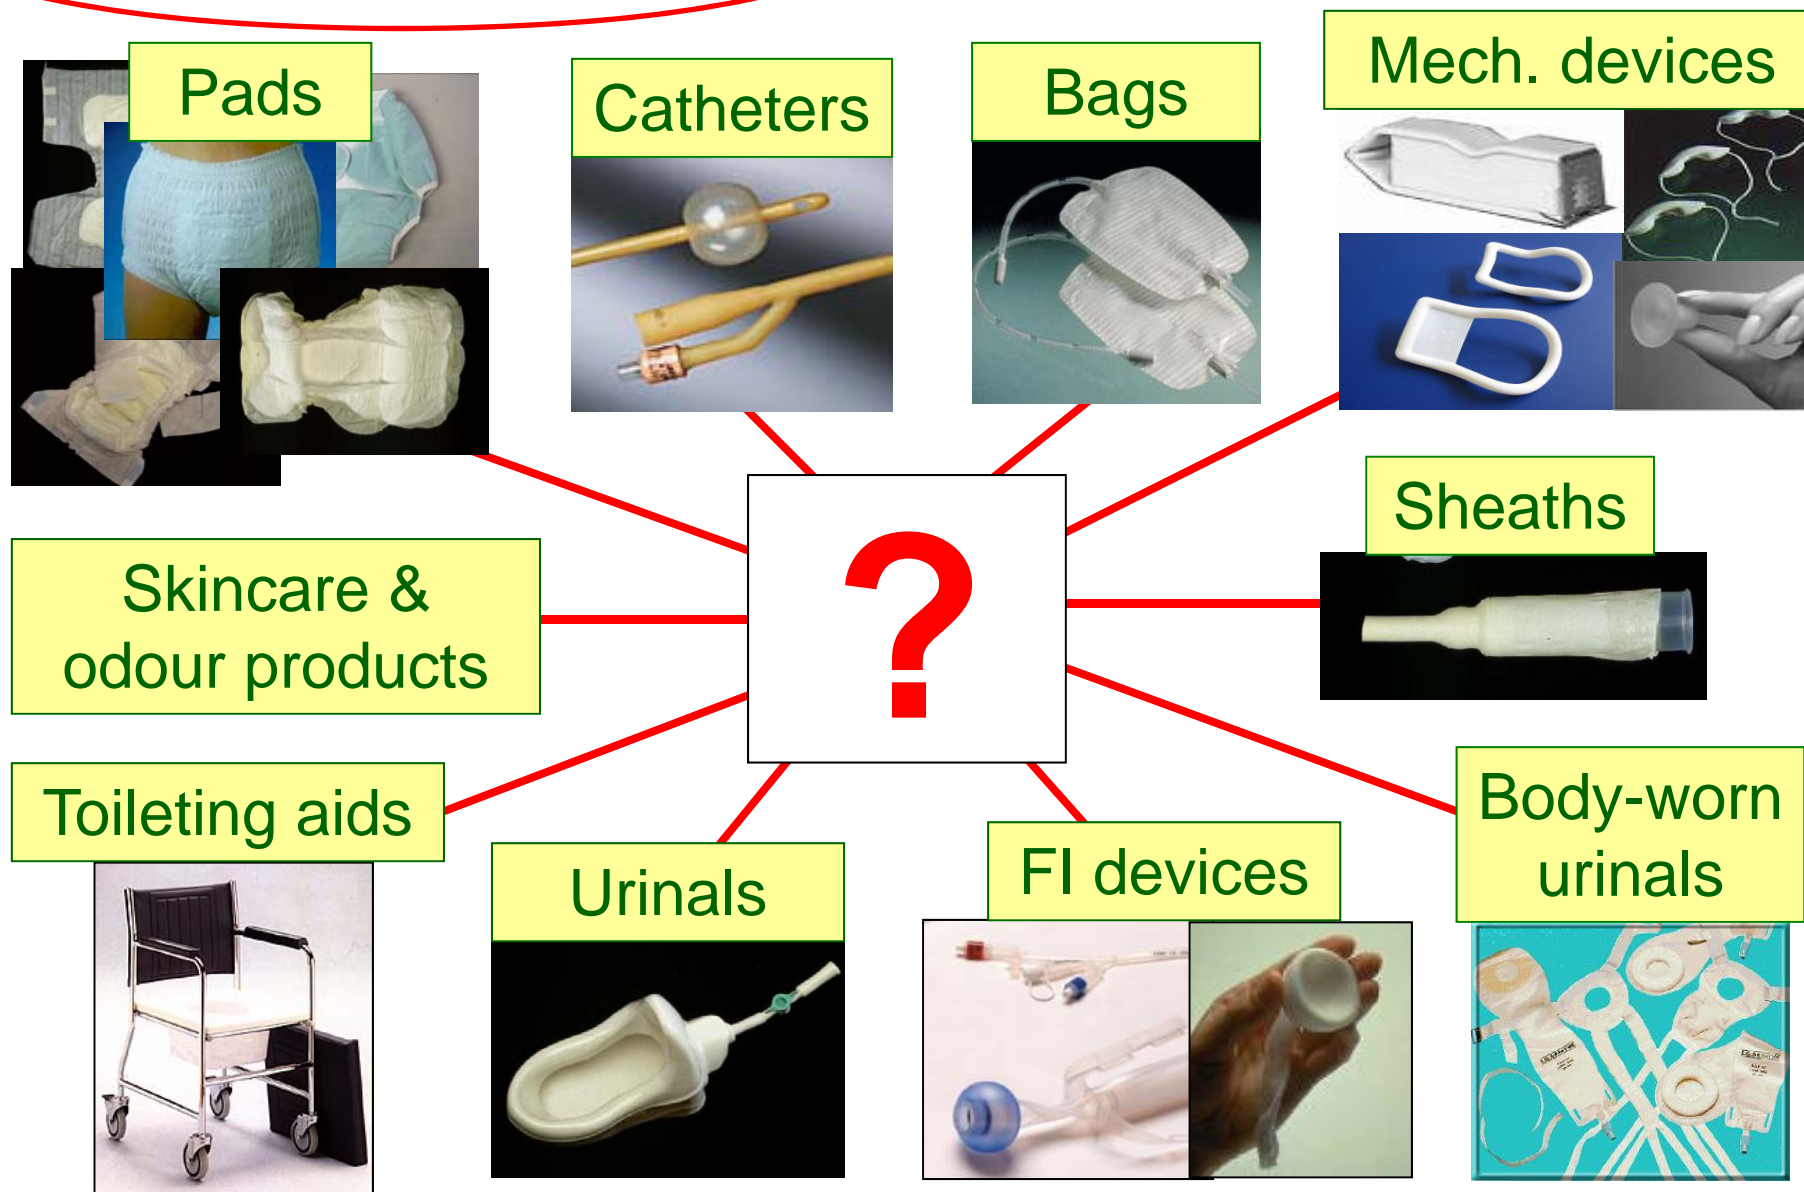 Pads
Catheters
Bags
Mech. devices
Sheaths
Skincare &
odour products
?
Toileting aids
Urinals
FI devices
Body-worn
urinals